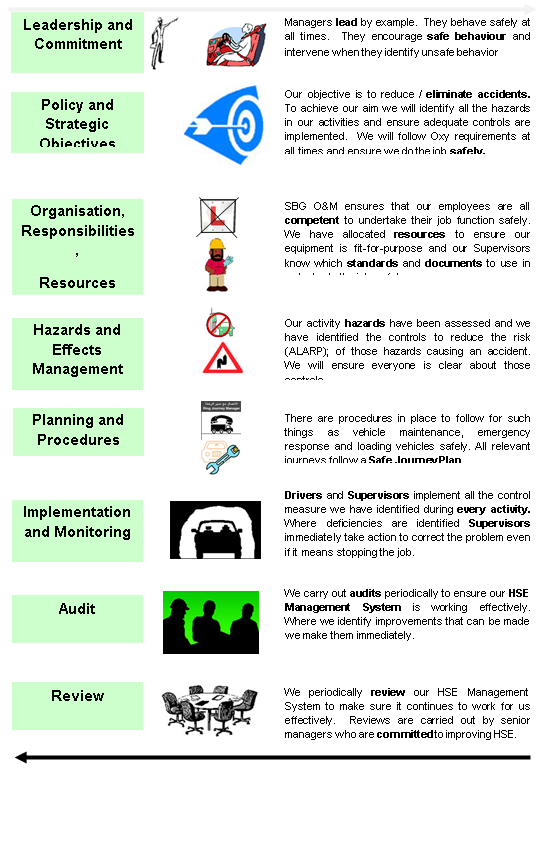 Leadership and
Commitment
Managers lead by example. They behave safely at
all times. They encourage safe behaviour and
intervene when they identify unsafe behavior
Policy and
Strategic
Objectives
Our objective is to reduce / eliminate accidents.
To achieve our aim we will identify all the hazards
in our activities and ensure adequate controls are
implemented. We will follow Oxy requirements at
all times and ensure we do the job safely.
Organisation,
Responsibilities
,
Resources
L
SBG O&M ensures that our employees are all
competent to undertake their job function safely.
We have allocated resources to ensure our
equipment is fit-for-purpose and our Supervisors
know which standards and documents to use in
Hazards and
Effects
Management
Our activity hazards have been assessed and we
have identified the controls to reduce the risk
(ALARP); of those hazards causing an accident.
We will ensure everyone is clear about those
controls
Planning and
Procedures
Journey Manager
There are procedures in place to follow for such
things as vehicle maintenance, emergency
response and loading vehicles safely. All relevant
journeys follow a Safe Journey Plan
Implementation
and Monitoring
Drivers and Supervisors implement all the control
measure we have identified during every activity.
Where deficiencies are identified Supervisors
immediately take action to correct the problem even
if it means stopping the job.
Audit
We carry out audits periodically to ensure our HSE
Management System is working effectively.
Where we identify improvements that can be made
we make them immediately.
Review
We periodically review our HSE Management
System to make sure it continues to work for us
effectively. Reviews are carried out by senior
managers who are committed to improving HSE.